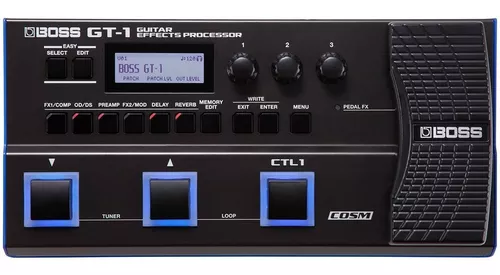 BOSS GT-1 GUITAR EFFECTS PROCESSOR
EASY
SELECT EDIT
U01 ♩120
BOSS GT-1
PATCH PATCH LVL OUT LEVEL
1 2 3
FX1/COMP OD/DS PREAMP FX2/MOD DELAY REVERB MEMORY EDIT
WRITE
EXIT ENTER MENU
PEDAL FX
BOSS
▼ ▲ CTL1
TUNER LOOP
COSM